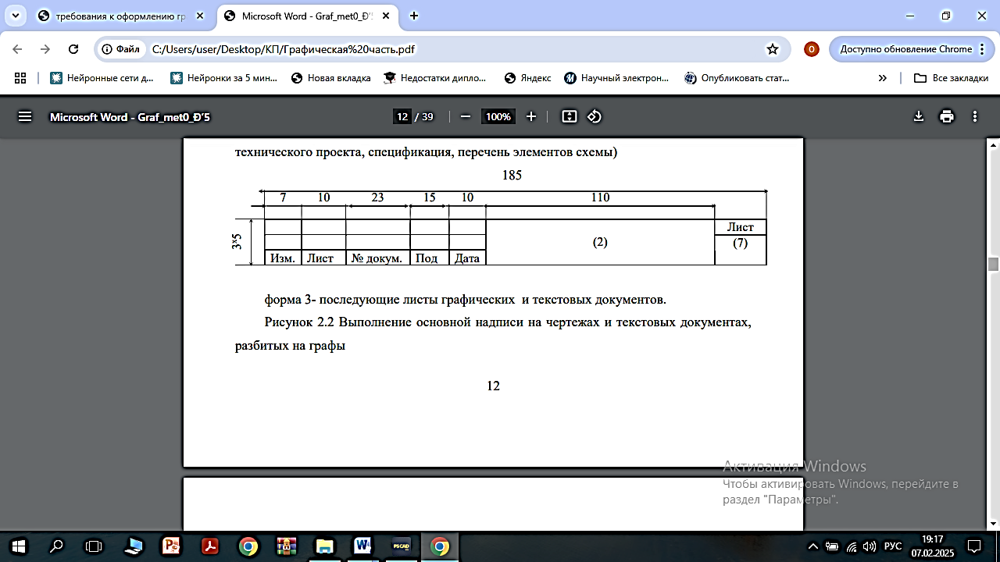 требования к оформлению гр
Microsoft Word - Graf_met0_Ð'5
Файл C:/Users/user/Desktop/КП/Графическая%20часть.pdf
О
Доступно обновление Chrome
Нейронные сети д... Нейронки за 5 мин... Новая вкладка Недостатки дипло... Яндекс Научный электрон... Опубликовать стат... » Все закладки
Microsoft Word - Graf_met0_Ð'5 12 / 39 100%
технического проекта, спецификация, перечень элементов схемы)
185
7 10 23 15 10 110
3х5
Лист
(2) (7)
Изм. Лист № докум. Под Дата
форма 3- последующие листы графических и текстовых документов.
Рисунок 2.2 Выполнение основной надписи на чертежах и текстовых документах,
разбитых на графы
12
Активация Windows
Чтобы активировать Windows, перейдите в
раздел "Параметры".
PSCAD
РУС
19:17
07.02.2025